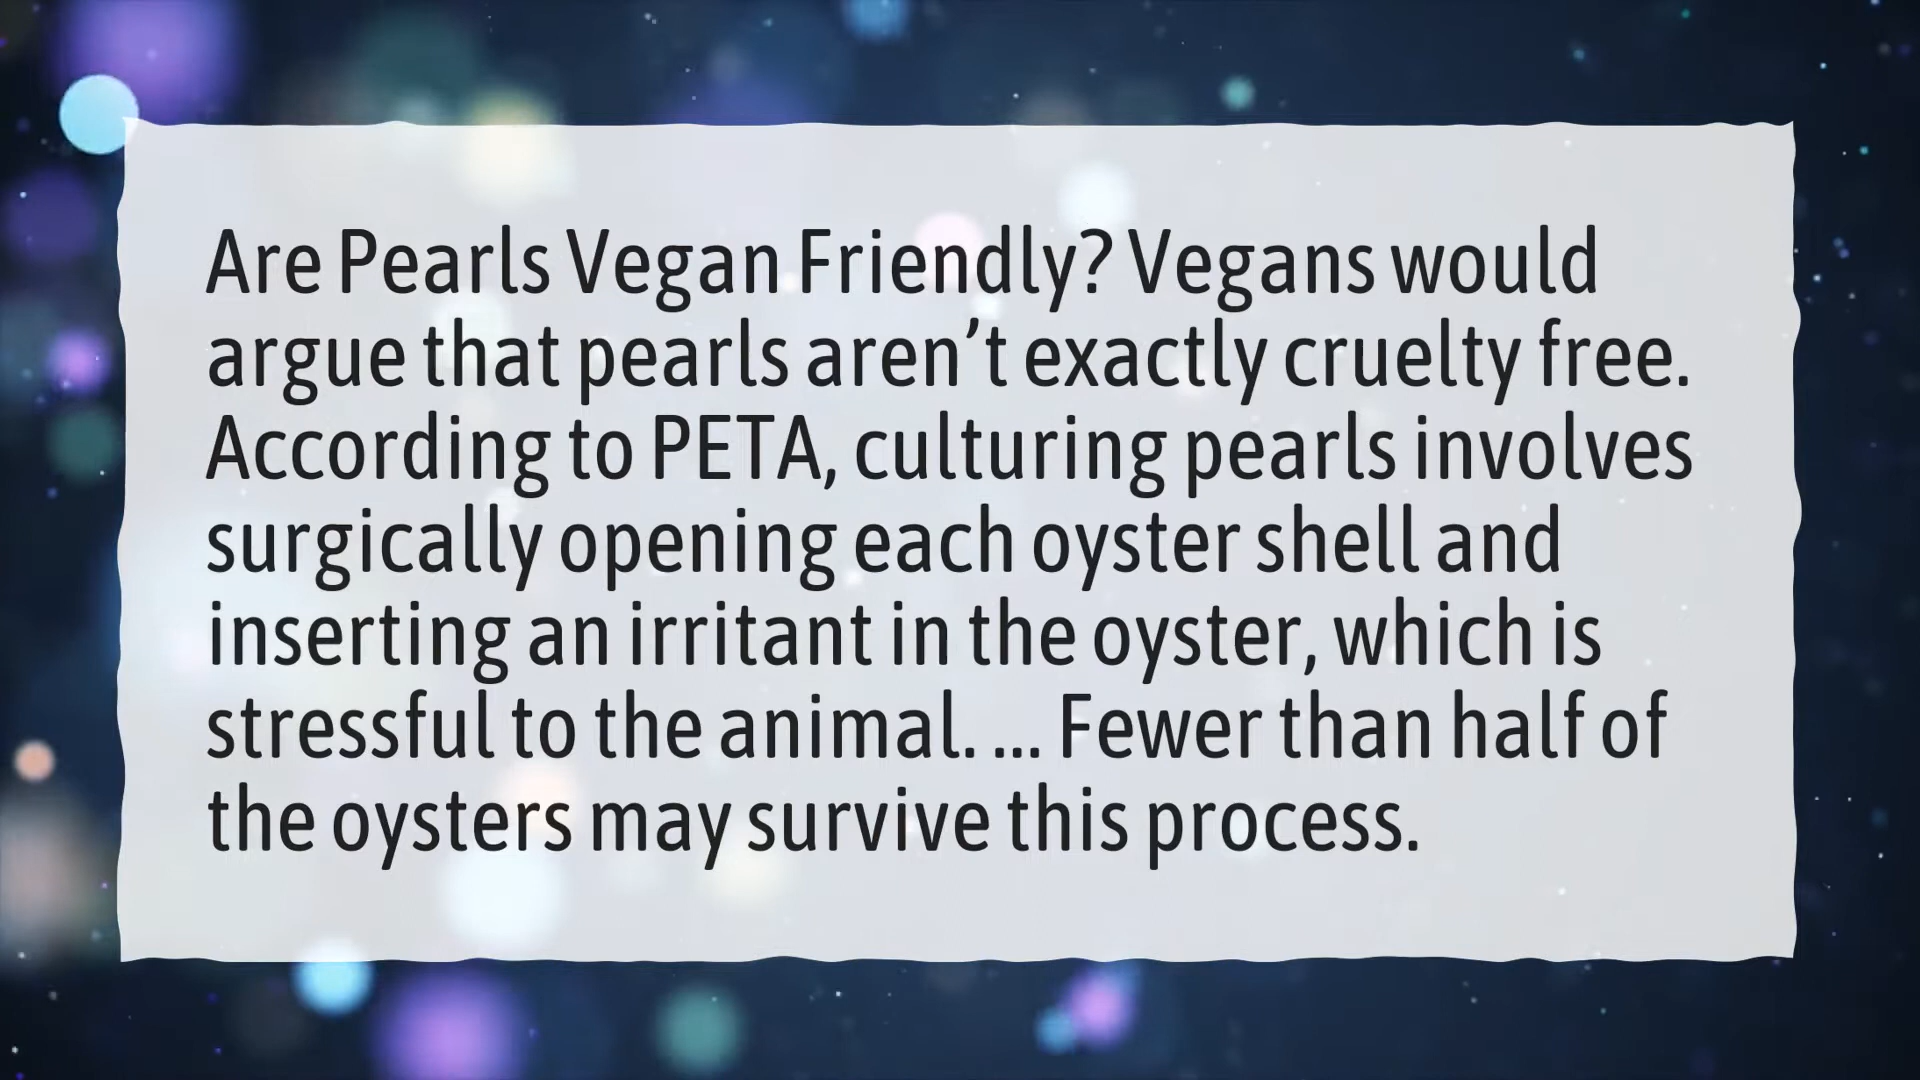 Are Pearls Vegan Friendly? Vegans would
argue that pearls aren’t exactly cruelty free.
According to PETA, culturing pearls involves
surgically opening each oyster shell and
inserting an irritant in the oyster, which is
stressful to the animal. ... Fewer than half of
the oysters may survive this process.